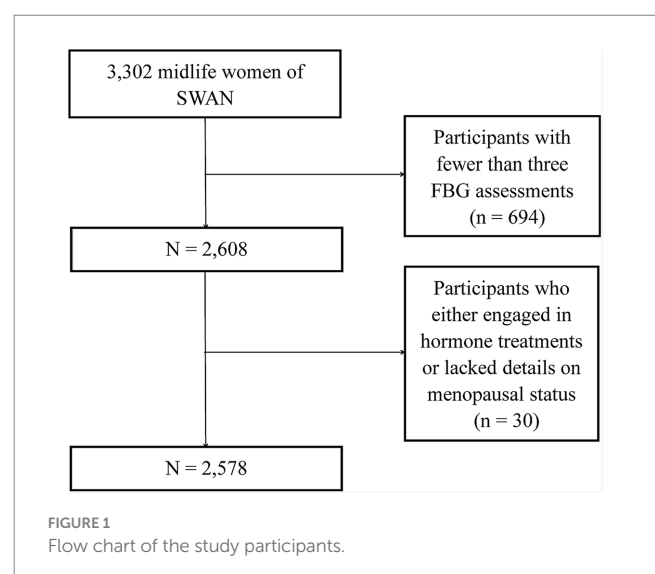 3,302 midlife women of
SWAN
Participants with
fewer than three
FBG assessments
(n = 694)
N = 2,608
Participants who
either engaged in
hormone treatments
or lacked details on
menopausal status
(n = 30)
N = 2,578
FIGURE 1
Flow chart of the study participants.